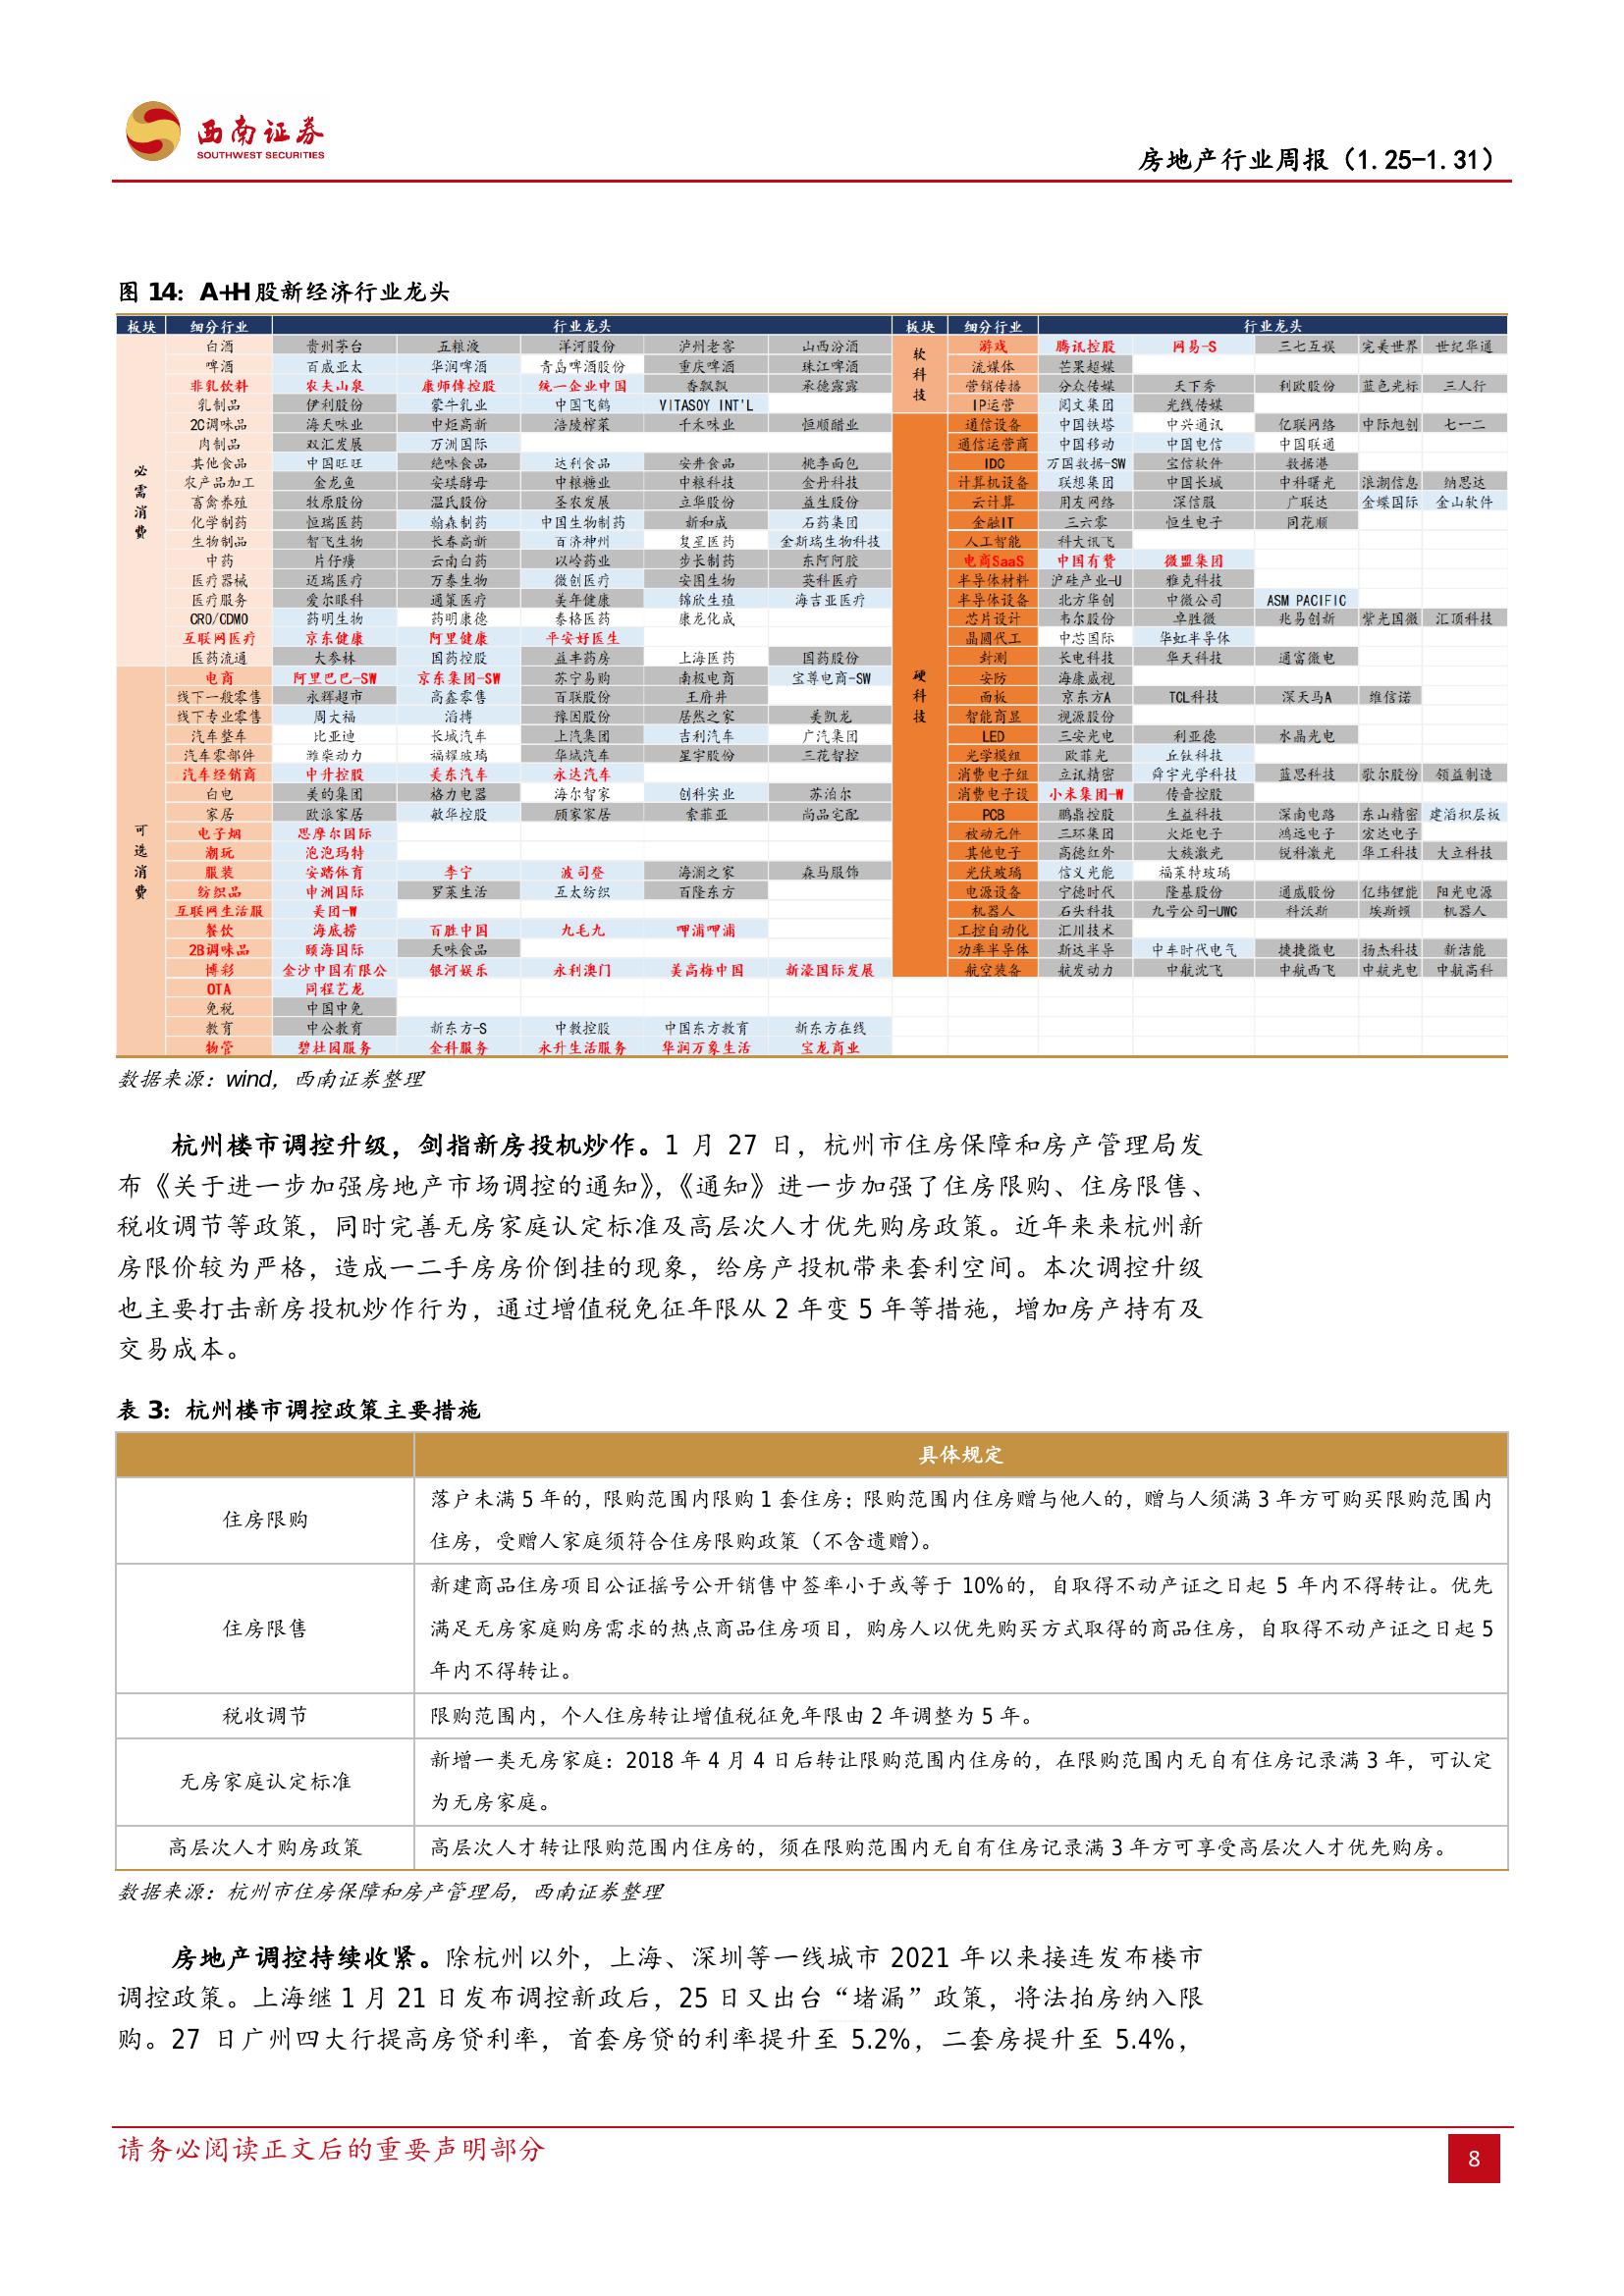 西南证券
SOUTHWEST SECURITIES
房地产行业周报（1.25-1.31）
图 14：A+H 股新经济行业龙头
板块 细分行业 行业龙头 板块 细分行业 行业龙头
必需消费
可选消费
软科技
硬科技
白酒 贵州茅台 五粮液 洋河股份 泸州老窖 山西汾酒 游戏 腾讯控股 网易-S 三七互娱 完美世界 世纪华通
啤酒 百威亚太 华润啤酒 青岛啤酒股份 重庆啤酒 珠江啤酒 流媒体 芒果超媒
非乳饮料 农夫山泉 康师傅控股 统一企业中国 香飘飘 承德露露 营销传播 分众传媒 天下秀 利欧股份 蓝色光标 三人行
乳制品 伊利股份 蒙牛乳业 中国飞鹤 VITASOY INT'L IP运营 阅文集团 光线传媒
2C调味品 海天味业 中炬高新 涪陵榨菜 千禾味业 恒顺醋业 通信设备 中国铁塔 中兴通讯 亿联网络 中际旭创 七一二
肉制品 双汇发展 万洲国际 通信运营商 中国移动 中国电信 中国联通
其他食品 中国旺旺 绝味食品 达利食品 安井食品 桃李面包 IDC 万国数据-SW 宝信软件 数据港
农产品加工 金龙鱼 安琪酵母 中粮糖业 中粮科技 金丹科技 计算机设备 联想集团 中国长城 中科曙光 浪潮信息 纳思达
畜禽养殖 牧原股份 温氏股份 圣农发展 立华股份 益生股份 云计算 用友网络 深信服 广联达 金蝶国际 金山软件
化学制药 恒瑞医药 翰森制药 中国生物制药 新和成 石药集团 金融IT 三六零 恒生电子 同花顺
生物制品 智飞生物 长春高新 百济神州 复星医药 金斯瑞生物科技 人工智能 科大讯飞
中药 片仔癀 云南白药 以岭药业 步长制药 东阿阿胶 电商SaaS 中国有赞 微盟集团
医疗器械 迈瑞医疗 万泰生物 微创医疗 安图生物 英科医疗 半导体材料 沪硅产业-U 雅克科技
医疗服务 爱尔眼科 通策医疗 美年健康 锦欣生殖 海吉亚医疗 半导体设备 北方华创 中微公司 ASM PACIFIC
CRO/CDMO 药明生物 药明康德 泰格医药 康龙化成 芯片设计 韦尔股份 卓胜微 兆易创新 紫光国微 汇顶科技
互联网医疗 京东健康 阿里健康 平安好医生 晶圆代工 中芯国际 华虹半导体
医药流通 大参林 国药控股 益丰药房 上海医药 国药股份 封测 长电科技 华天科技 通富微电
电商 阿里巴巴-SW 京东集团-SW 苏宁易购 南极电商 宝尊电商-SW 安防 海康威视
线下一般零售 永辉超市 高鑫零售 百联股份 王府井 面板 京东方A TCL科技 深天马A 维信诺
线下专业零售 周大福 滔搏 豫园股份 居然之家 美凯龙 智能商显 视源股份
汽车整车 比亚迪 长城汽车 上汽集团 吉利汽车 广汽集团 LED 三安光电 利亚德 水晶光电
汽车零部件 潍柴动力 福耀玻璃 华域汽车 星宇股份 三花智控 光学模组 欧菲光 丘钛科技
汽车经销商 中升控股 美东汽车 永达汽车 消费电子组 立讯精密 舜宇光学科技 蓝思科技 歌尔股份 领益制造
白电 美的集团 格力电器 海尔智家 创科实业 苏泊尔 消费电子设 小米集团-W 传音控股
家居 欧派家居 敏华控股 顾家家居 索菲亚 尚品宅配 PCB 鹏鼎控股 生益科技 深南电路 东山精密 建滔积层板
电子烟 思摩尔国际 被动元件 三环集团 火炬电子 鸿远电子 宏达电子
潮玩 泡泡玛特 其他电子 高德红外 大族激光 锐科激光 华工科技 大立科技
服装 安踏体育 李宁 波司登 海澜之家 森马服饰 光伏玻璃 信义光能 福莱特玻璃
纺织品 申洲国际 罗莱生活 互太纺织 百隆东方 电源设备 宁德时代 隆基股份 通威股份 亿纬锂能 阳光电源
互联网生活服 美团-W 机器人 石头科技 九号公司-UWC 科沃斯 埃斯顿 机器人
餐饮 海底捞 百胜中国 九毛九 呷浦呷浦 工控自动化 汇川技术
2B调味品 颐海国际 天味食品 功率半导体 斯达半导 中车时代电气 捷捷微电 扬杰科技 新洁能
博彩 金沙中国有限公 银河娱乐 永利澳门 美高梅中国 新濠国际发展 航空装备 航发动力 中航沈飞 中航西飞 中航光电 中航高科
OTA 同程艺龙
免税 中国中免
教育 中公教育 新东方-S 中教控股 中国东方教育 新东方在线
物管 碧桂园服务 金科服务 永升生活服务 华润万象生活 宝龙商业
数据来源：wind，西南证券整理
杭州楼市调控升级，剑指新房投机炒作。1 月 27 日，杭州市住房保障和房产管理局发
布《关于进一步加强房地产市场调控的通知》，《通知》进一步加强了住房限购、住房限售、
税收调节等政策，同时完善无房家庭认定标准及高层次人才优先购房政策。近年来来杭州新
房限价较为严格，造成一二手房房价倒挂的现象，给房产投机带来套利空间。本次调控升级
也主要打击新房投机炒作行为，通过增值税免征年限从 2 年变 5 年等措施，增加房产持有及
交易成本。
表 3：杭州楼市调控政策主要措施
具体规定
住房限购
落户未满 5 年的，限购范围内限购 1 套住房；限购范围内住房赠与他人的，赠与人须满 3 年方可购买限购范围内
住房，受赠人家庭须符合住房限购政策（不含遗赠）。
住房限售
新建商品住房项目公证摇号公开销售中签率小于或等于 10%的，自取得不动产证之日起 5 年内不得转让。优先
满足无房家庭购房需求的热点商品住房项目，购房人以优先购买方式取得的商品住房，自取得不动产证之日起 5
年内不得转让。
税收调节
限购范围内，个人住房转让增值税征免年限由 2 年调整为 5 年。
无房家庭认定标准
新增一类无房家庭：2018 年 4 月 4 日后转让限购范围内住房的，在限购范围内无自有住房记录满 3 年，可认定
为无房家庭。
高层次人才购房政策
高层次人才转让限购范围内住房的，须在限购范围内无自有住房记录满 3 年方可享受高层次人才优先购房。
数据来源：杭州市住房保障和房产管理局，西南证券整理
房地产调控持续收紧。除杭州以外，上海、深圳等一线城市 2021 年以来接连发布楼市
调控政策。上海继 1 月 21 日发布调控新政后，25 日又出台“堵漏”政策，将法拍房纳入限
购。27 日广州四大行提高房贷利率，首套房贷的利率提升至 5.2%，二套房提升至 5.4%，
请务必阅读正文后的重要声明部分
8